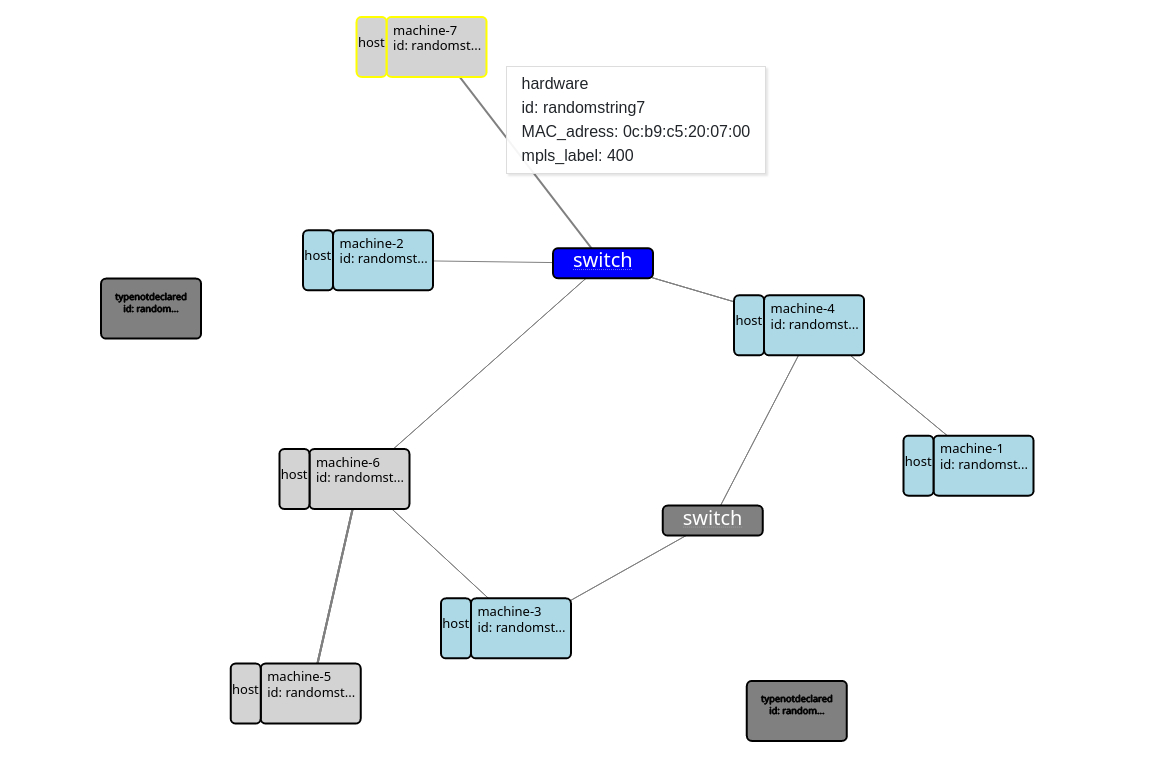 host
machine-7
id: randomst...
hardware
id: randomstring7
MAC_adress: 0c:b9:c5:20:07:00
mpls_label: 400
host
machine-2
id: randomst...
switch
typenotdeclared
id: random...
host
machine-4
id: randomst...
host
machine-1
id: randomst...
host
machine-6
id: randomst...
switch
host
machine-3
id: randomst...
host
machine-5
id: randomst...
typenotdeclared
id: random...